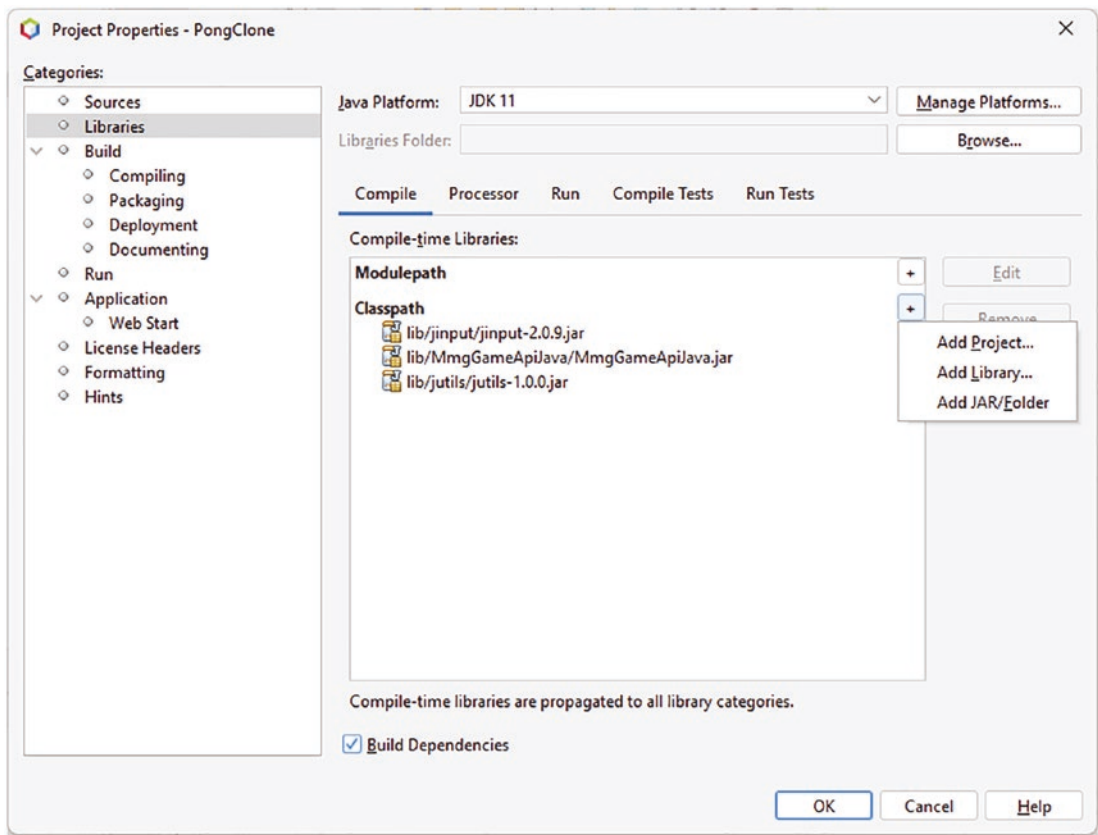 Project Properties - PongClone
Categories:
Sources
Libraries
Build
Compiling
Packaging
Deployment
Documenting
Run
Application
Web Start
License Headers
Formatting
Hints
Java Platform: JDK 11 Manage Platforms...
Libraries Folder: Browse...
Compile Processor Run Compile Tests Run Tests
Compile-time Libraries:
Modulepath + Edit
Classpath + Remove
lib/jinput/jinput-2.0.9.jar
lib/MmgGameApiJava/MmgGameApiJava.jar
lib/jutils/jutils-1.0.0.jar
Add Project...
Add Library...
Add JAR/Folder
Compile-time libraries are propagated to all library categories.
Build Dependencies
OK Cancel Help